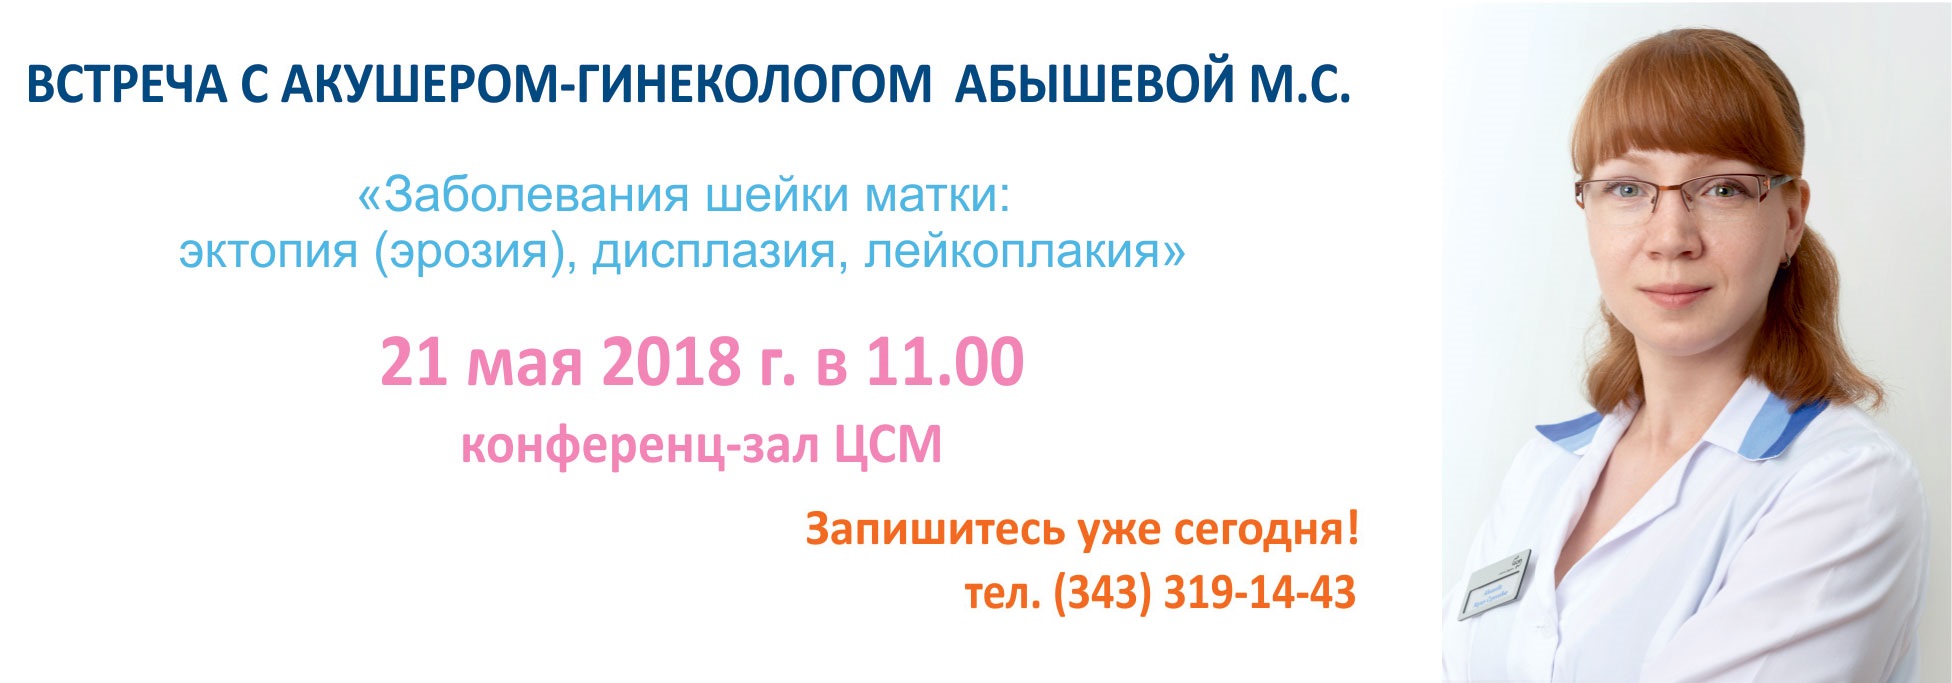 ВСТРЕЧА С АКУШЕРОМ-ГИНЕКОЛОГОМ АБЫШЕВОЙ М.С.
«Заболевания шейки матки:
эктопия (эрозия), дисплазия, лейкоплакия»
21 мая 2018 г. в 11.00
конференц-зал ЦСМ
Запишитесь уже сегодня!
тел. (343) 319-14-43